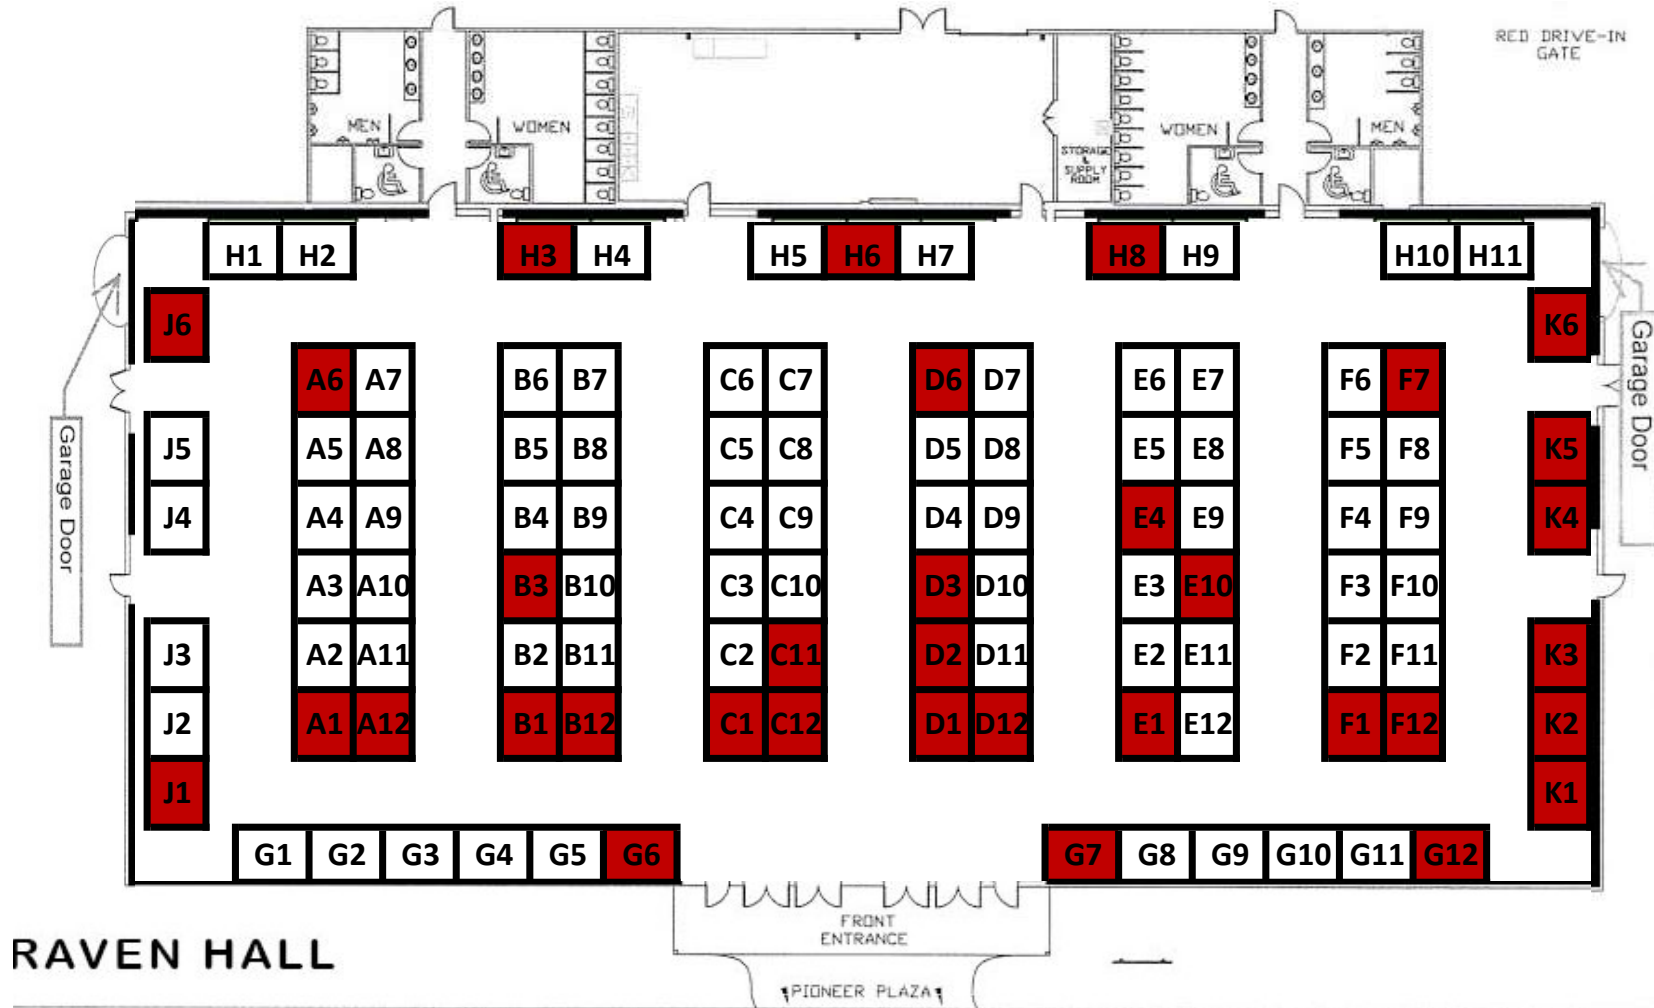 RED DRIVE-IN
GATE
MEN
WOMEN
STORAGE
&
SUPPLY
ROOM
WOMEN
MEN
H1 H2 H3 H4 H5 H6 H7 H8 H9 H10 H11
J6 K6
Garage Door
Garage Door
A6 A7 B6 B7 C6 C7 D6 D7 E6 E7 F6 F7
J5 A5 A8 B5 B8 C5 C8 D5 D8 E5 E8 F5 F8 K5
J4 A4 A9 B4 B9 C4 C9 D4 D9 E4 E9 F4 F9 K4
A3 A10 B3 B10 C3 C10 D3 D10 E3 E10 F3 F10
J3 A2 A11 B2 B11 C2 C11 D2 D11 E2 E11 F2 F11 K3
J2 A1 A12 B1 B12 C1 C12 D1 D12 E1 E12 F1 F12 K2
J1 K1
G1 G2 G3 G4 G5 G6 G7 G8 G9 G10 G11 G12
FRONT
ENTRANCE
RAVEN HALL
PIONEER PLAZA